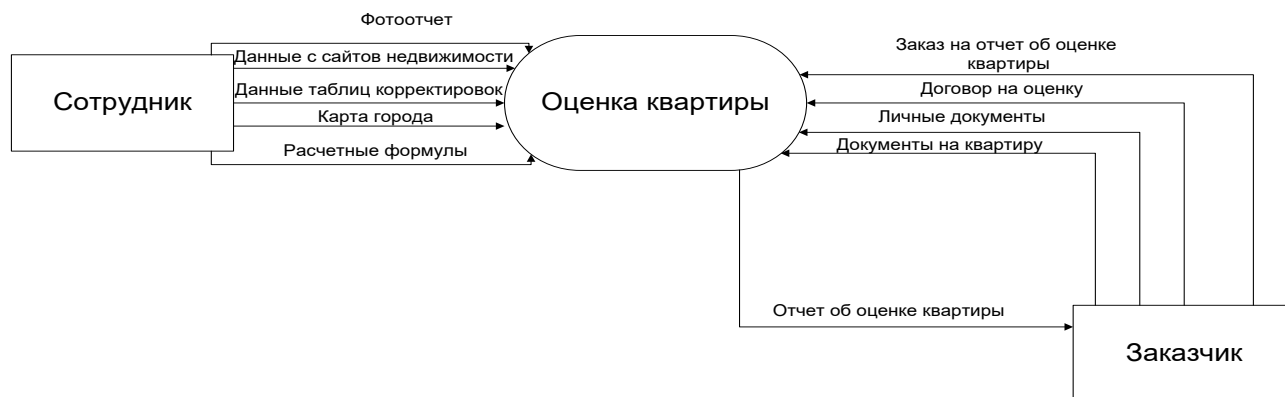 Фотоотчет
Данные с сайтов недвижимости
Сотрудник
Данные таблиц корректировок
Карта города
Расчетные формулы
Оценка квартиры
Заказ на отчет об оценке
квартиры
Договор на оценку
Личные документы
Документы на квартиру
Отчет об оценке квартиры
Заказчик